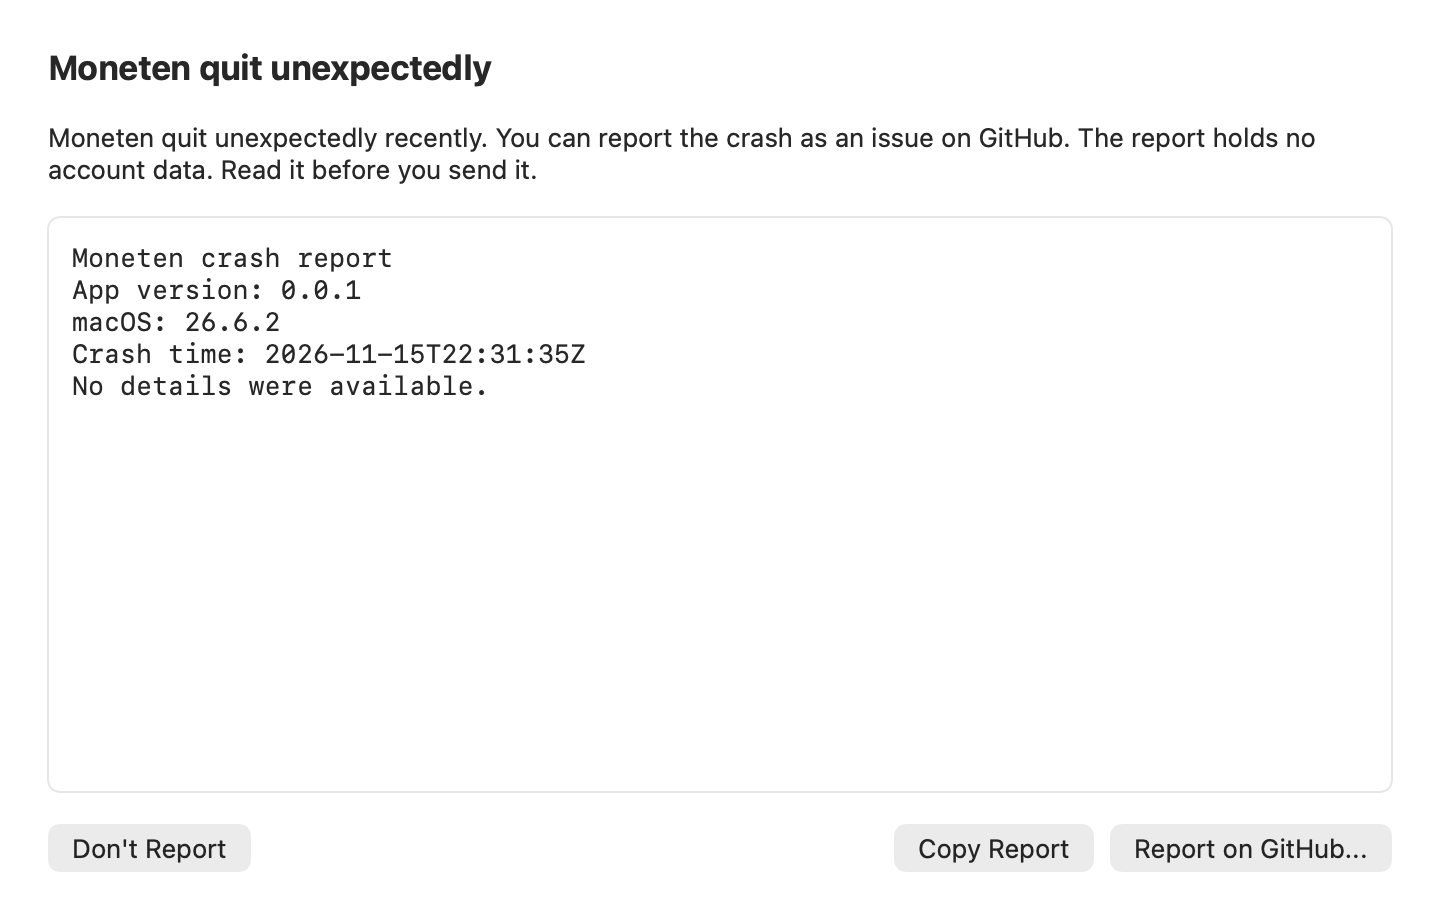 Moneten quit unexpectedly
Moneten quit unexpectedly recently. You can report the crash as an issue on GitHub. The report holds no
account data. Read it before you send it.
Moneten crash report
App version: 0.0.1
macOS: 26.6.2
Crash time: 2026-11-15T22:31:35Z
No details were available.
Don't Report
Copy Report
Report on GitHub...